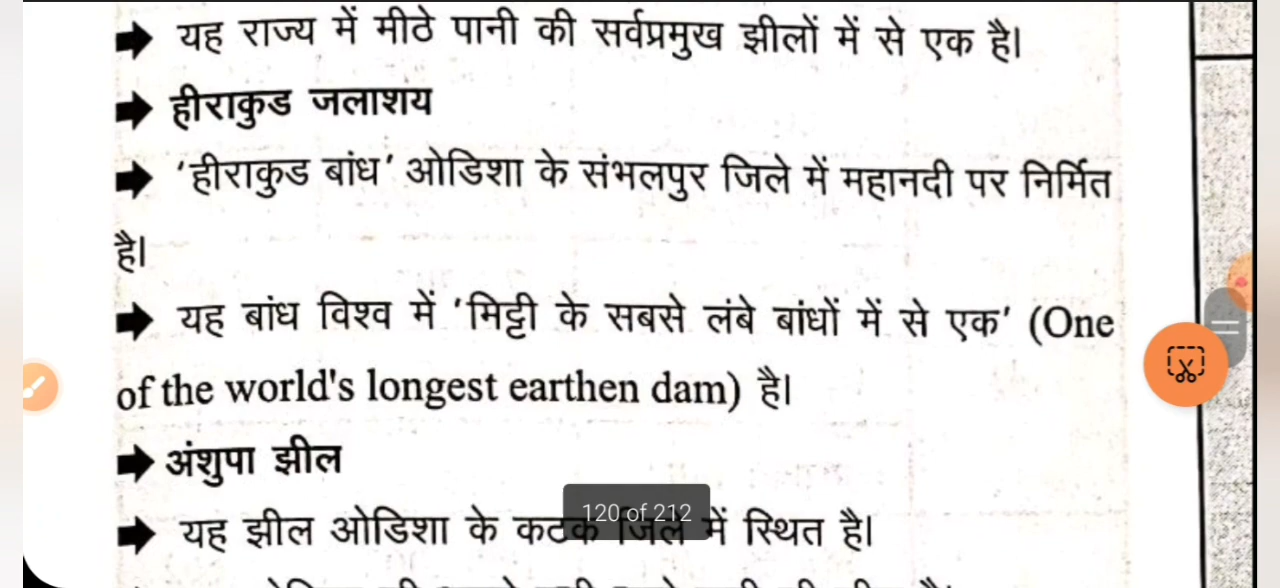 ➡ यह राज्य में मीठे पानी की सर्वप्रमुख झीलों में से एक है।
➡ हीराकुड जलाशय
➡ 'हीराकुड बांध' ओडिशा के संभलपुर जिले में महानदी पर निर्मित
है।
➡ यह बांध विश्व में 'मिट्टी के सबसे लंबे बांधों में से एक' (One
of the world's longest earthen dam) है।
➡ अंशुपा झील
120 of 212
➡ यह झील ओडिशा के कटक जिले में स्थित है।